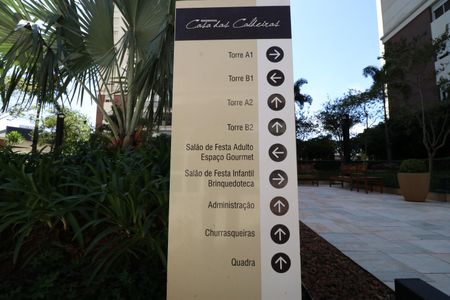 Casa das Caldeiras
Torre A1
Torre B1
Torre A2
Torre B2
Salão de Festa Adulto
Espaço Gourmet
Salão de Festa Infantil
Brinquedoteca
Administração
Churrasqueiras
Quadra